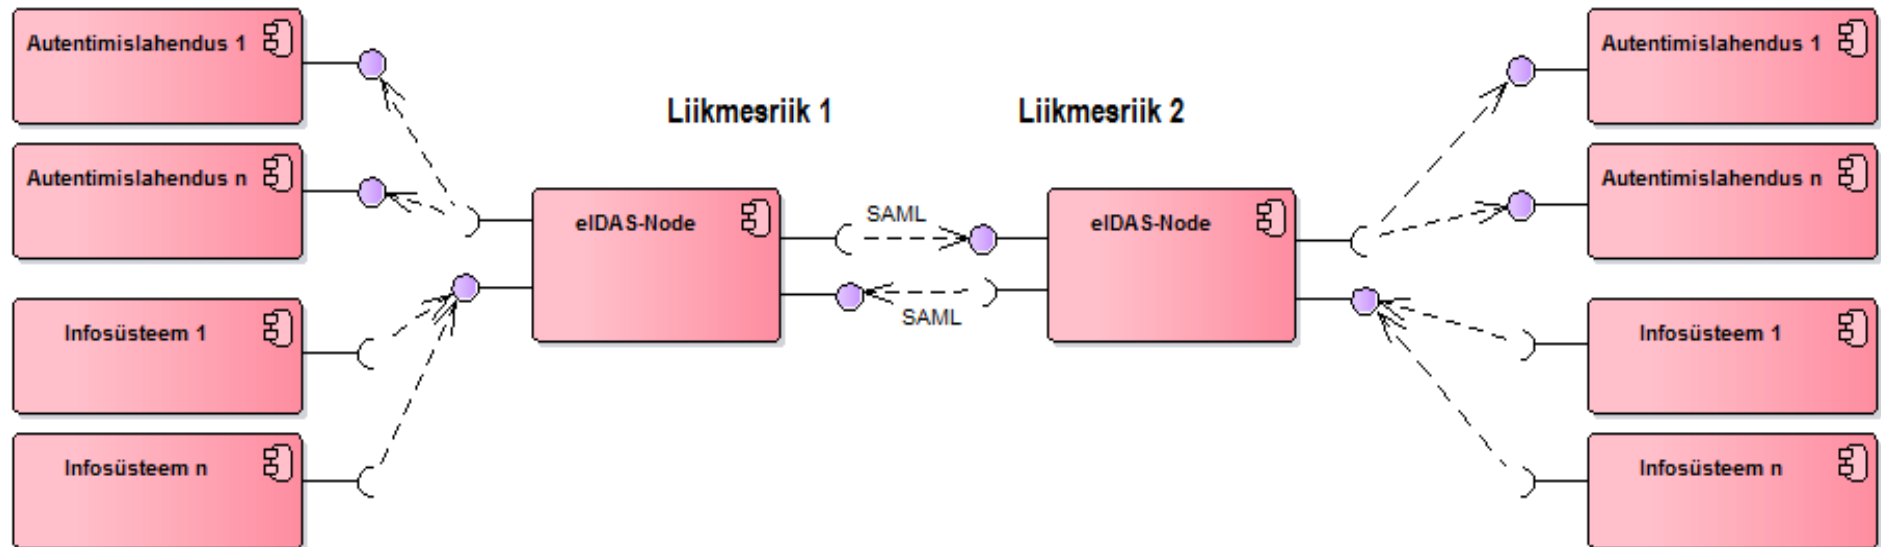 Autentimislahendus 1
Autentimislahendus 1
Liikmesriik 1
Liikmesriik 2
Autentimislahendus n
Autentimislahendus n
eIDAS-Node
SAML
eIDAS-Node
SAML
Infosüsteem 1
Infosüsteem 1
Infosüsteem n
Infosüsteem n